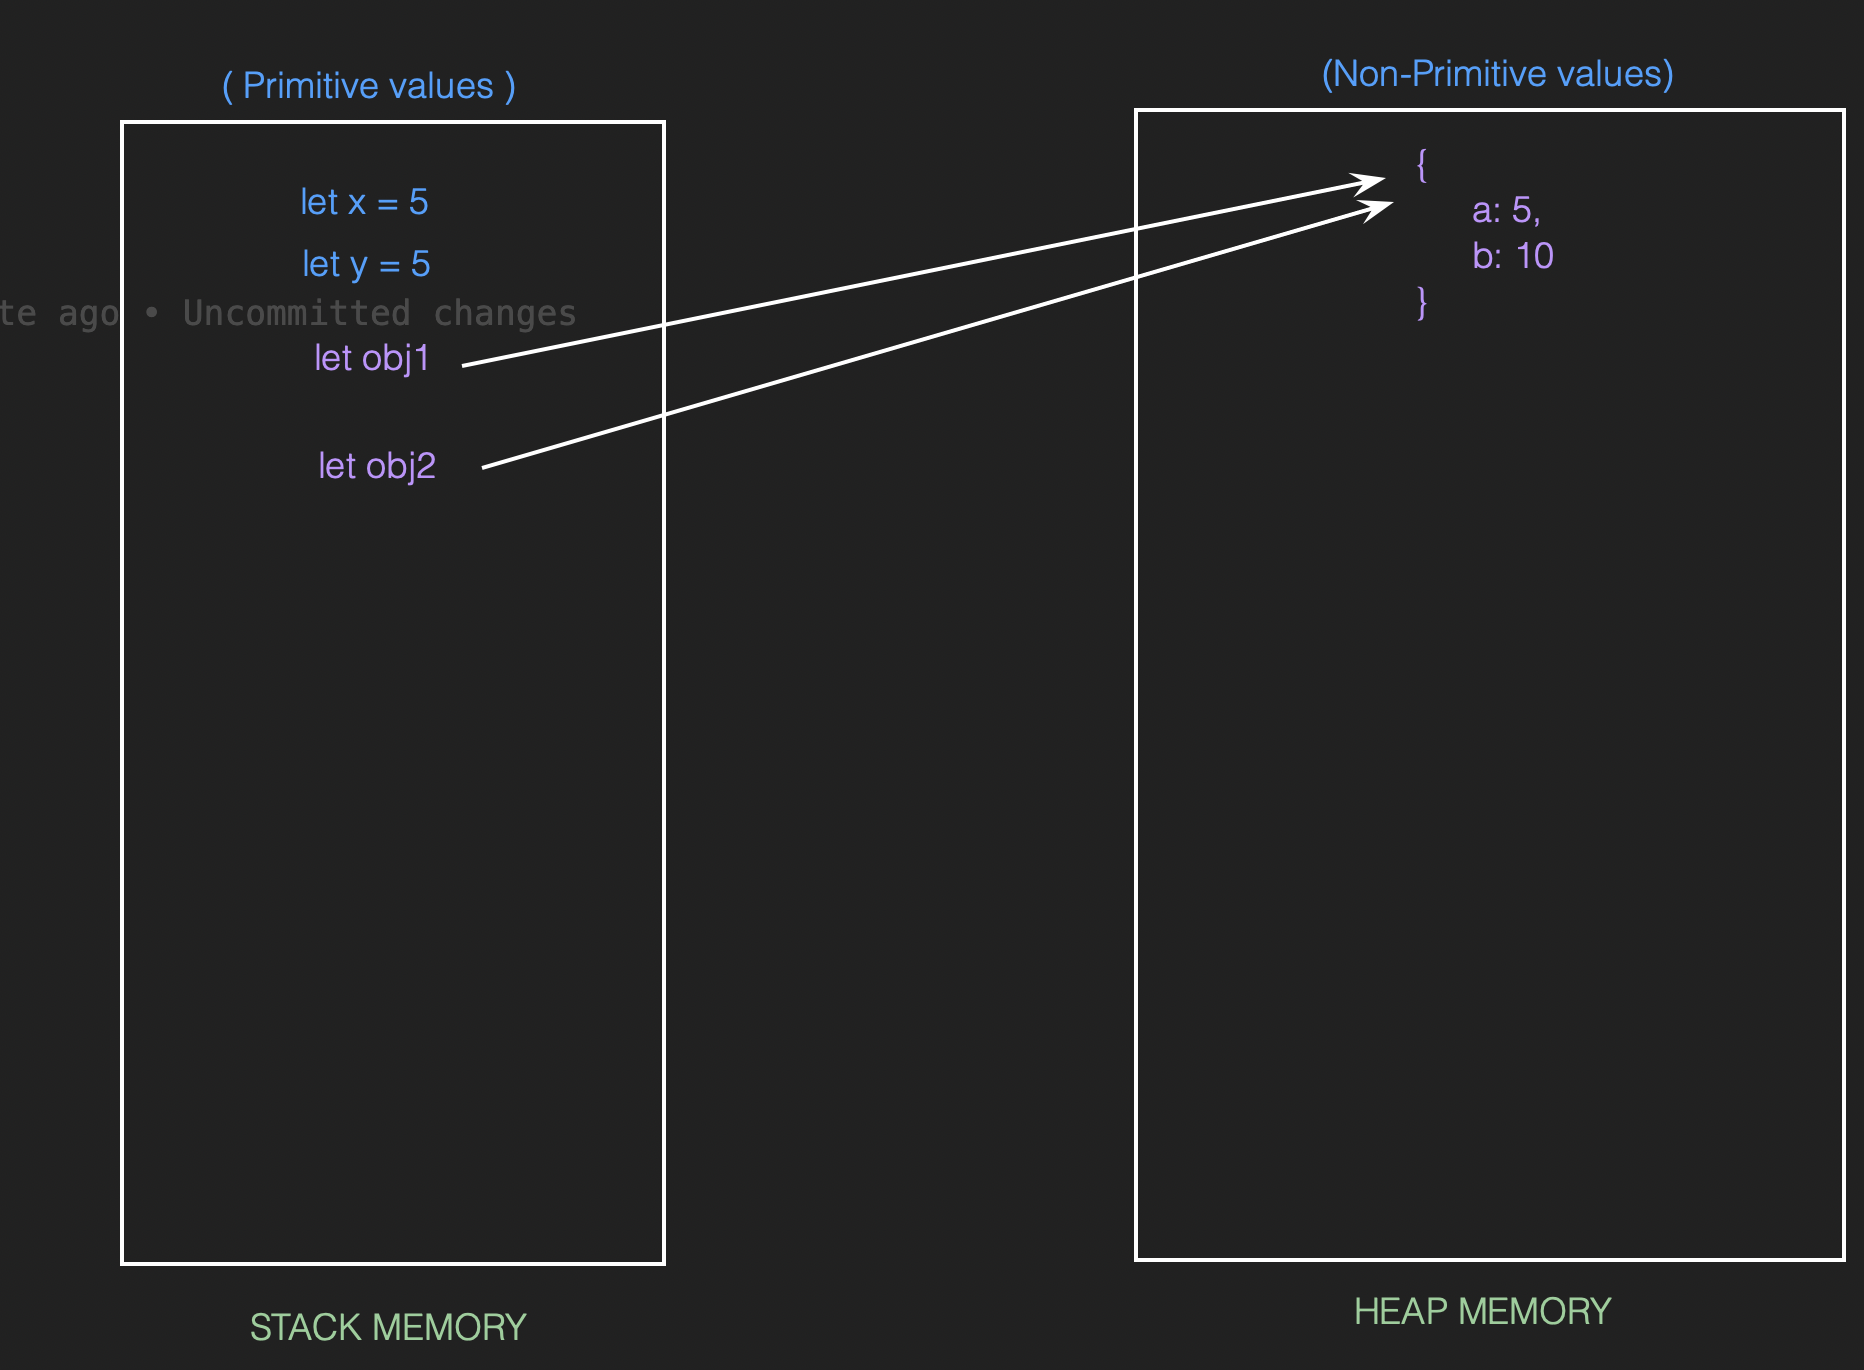 ( Primitive values )
let x = 5
let y = 5
te ago • Uncommitted changes
let obj1
let obj2
STACK MEMORY
(Non-Primitive values)
{
a: 5,
b: 10
}
HEAP MEMORY